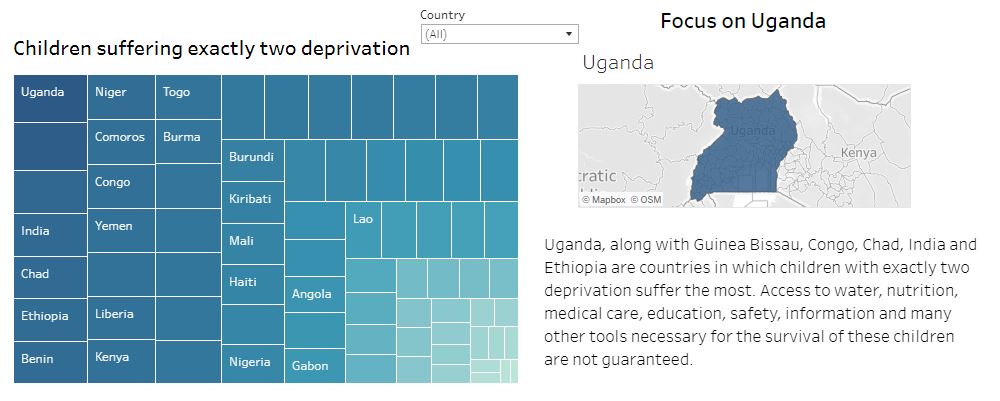 Country
(All)
Focus on Uganda
Children suffering exactly two deprivation
Uganda
India
Chad
Ethiopia
Benin
Niger
Comoros
Congo
Yemen
Liberia
Kenya
Togo
Burma
Burundi
Kiribati
Mali
Haiti
Nigeria
Angola
Gabon
Lao
Uganda
Uganda
Kenya
ratic
© Mapbox © OSM
Uganda, along with Guinea Bissau, Congo, Chad, India and
Ethiopia are countries in which children with exactly two
deprivation suffer the most. Access to water, nutrition,
medical care, education, safety, information and many
other tools necessary for the survival of these children
are not guaranteed.